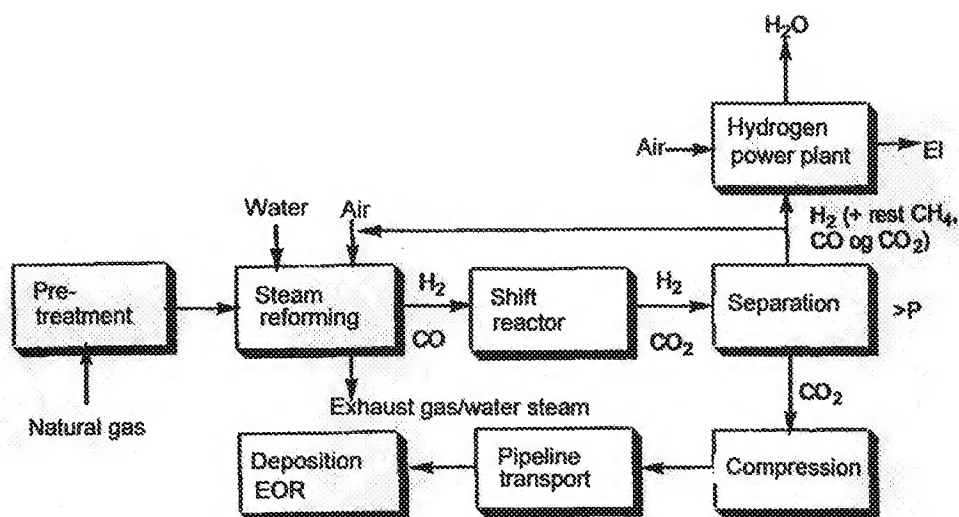 H₂O
Hydrogen
power plant
Air
El
Water
Air
H₂ (+ rest CH₄,
CO og CO₂)
Pre-
treatment
Steam
reforming
H₂
CO
Shift
reactor
H₂
CO₂
Separation
>P
Natural gas
Exhaust gas/water steam
CO₂
Deposition
EOR
Pipeline
transport
Compression